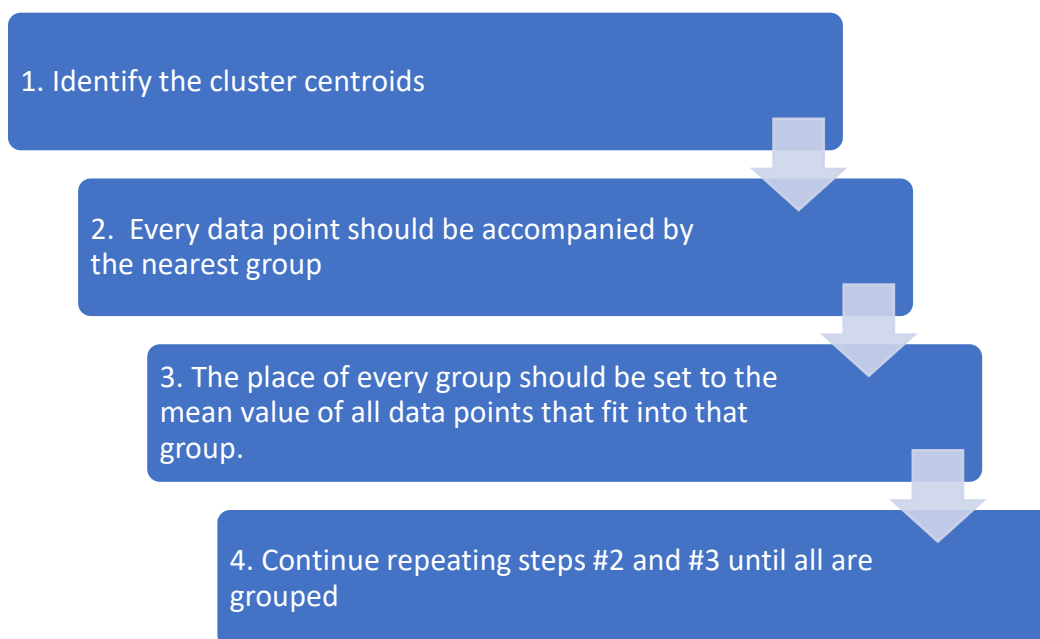 1. Identify the cluster centroids
2. Every data point should be accompanied by
the nearest group
3. The place of every group should be set to the
mean value of all data points that fit into that
group.
4. Continue repeating steps #2 and #3 until all are
grouped